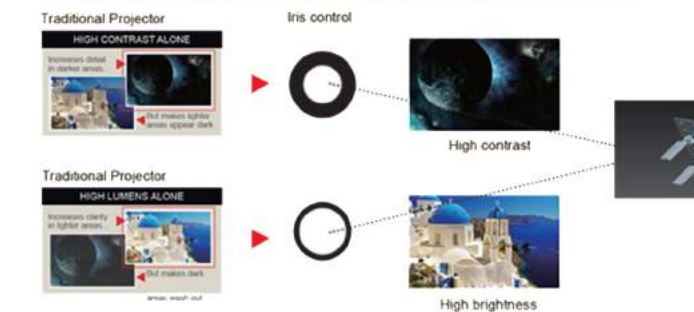 Traditional Projector
Iris control
HIGH CONTRAST ALONE
Increases detail
in darker areas...
But makes lighter
areas appear dark
High contrast
Traditional Projector
HIGH LUMENS ALONE
Increases clarity
in lighter areas...
But makes dark
areas wash out
High brightness